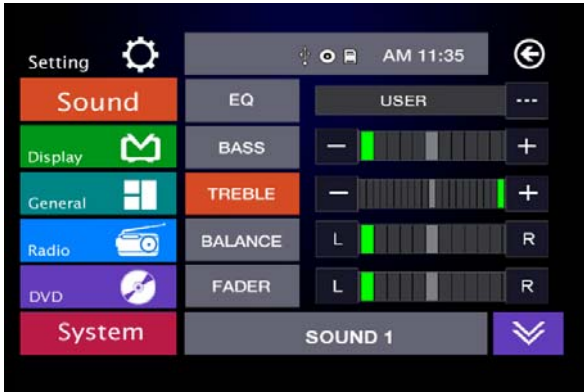 Setting AM 11:35
Sound EQ USER ---
Display BASS − +
General TREBLE − +
Radio BALANCE L R
DVD FADER L R
System SOUND 1